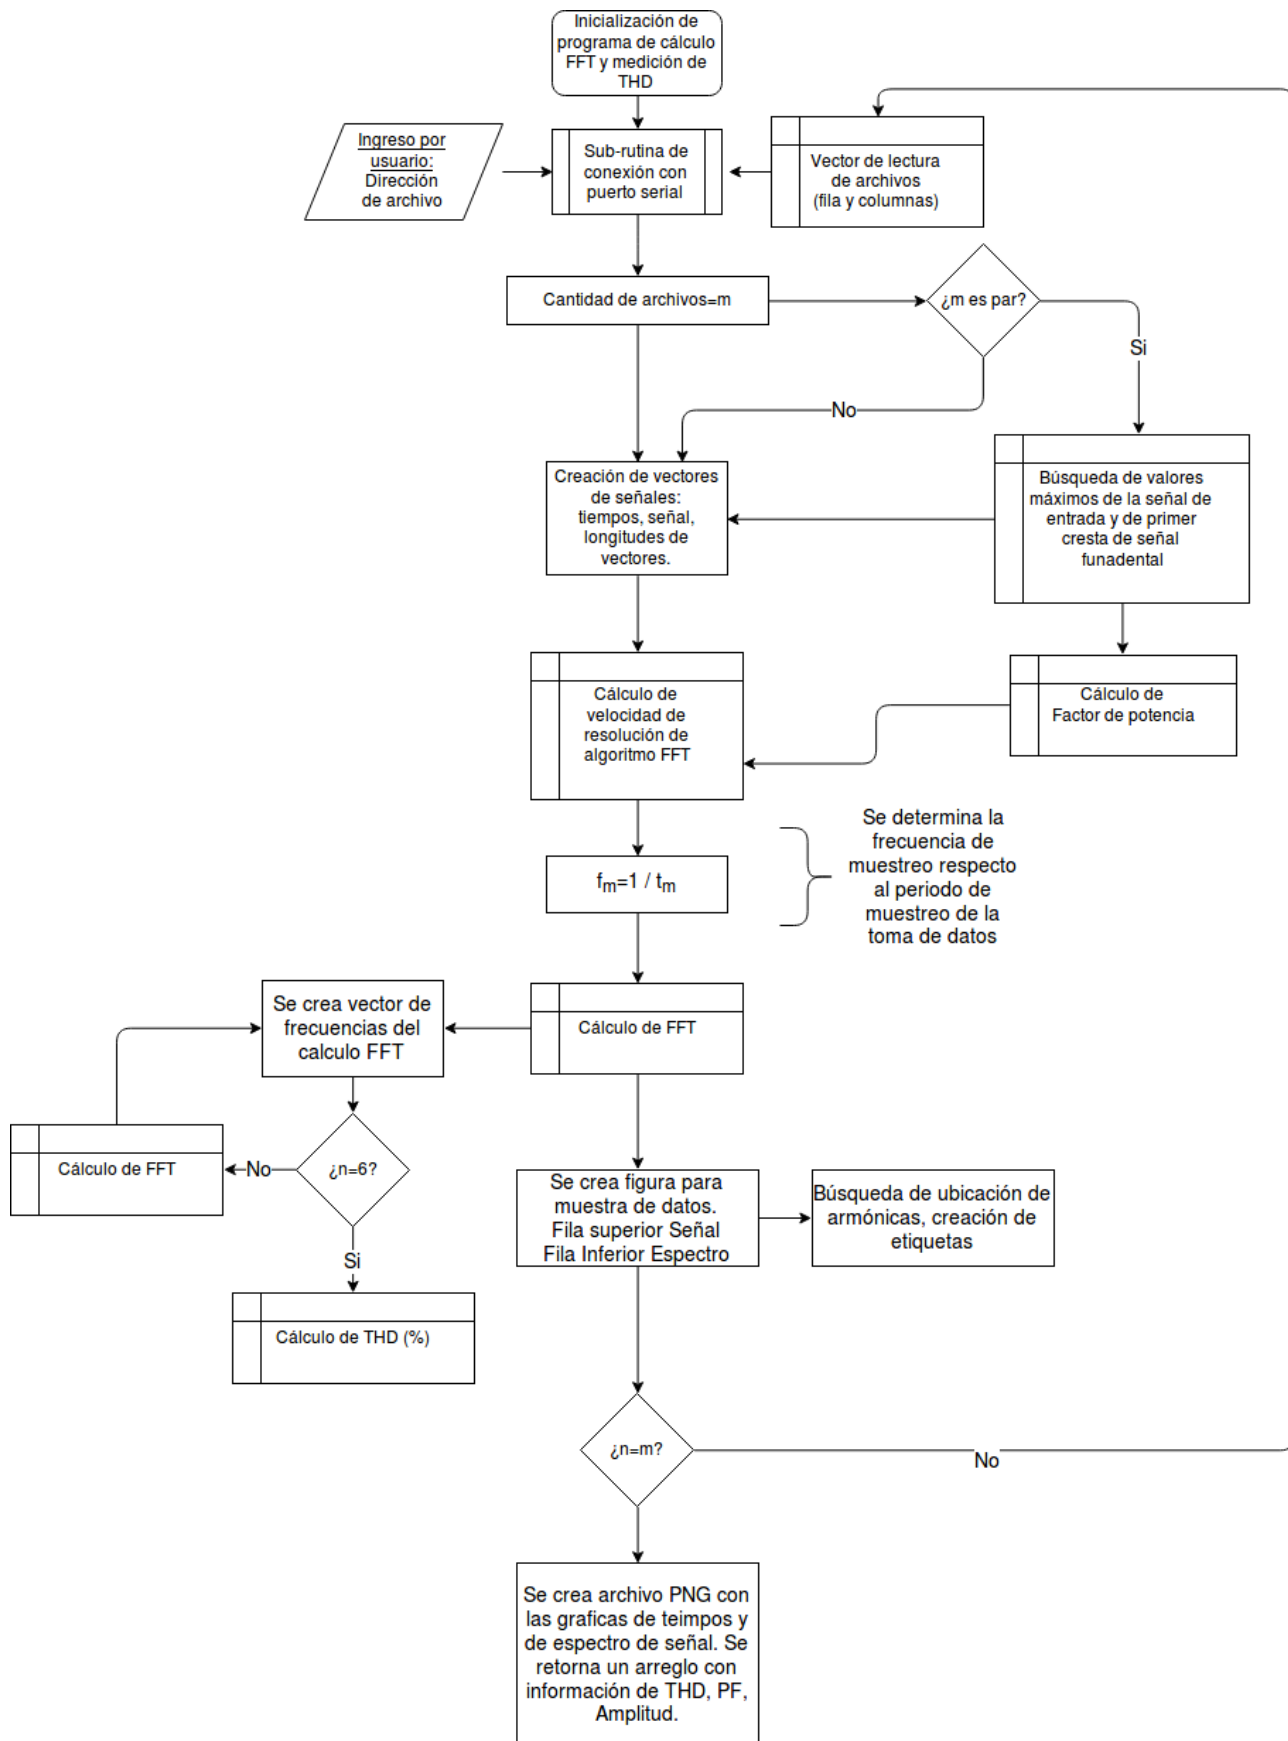 Inicialización de
programa de cálculo
FFT y medición de
THD
Ingreso por
usuario:
Dirección
de archivo
Sub-rutina de
conexión con
puerto serial
Vector de lectura
de archivos
(fila y columnas)
Cantidad de archivos=m
¿m es par?
Si
No
Creación de vectores
de señales:
tiempos, señal,
longitudes de
vectores.
Búsqueda de valores
máximos de la señal de
entrada y de primer
cresta de señal
funadental
Cálculo de
velocidad de
resolución de
algoritmo FFT
Cálculo de
Factor de potencia
fm=1 / tm
Se determina la
frecuencia de
muestreo respecto
al periodo de
muestreo de la
toma de datos
Se crea vector de
frecuencias del
calculo FFT
Cálculo de FFT
Cálculo de FFT
No
¿n=6?
Si
Cálculo de THD (%)
Se crea figura para
muestra de datos.
Fila superior Señal
Fila Inferior Espectro
Búsqueda de ubicación de
armónicas, creación de
etiquetas
¿n=m?
No
Se crea archivo PNG con
las graficas de teimpos y
de espectro de señal. Se
retorna un arreglo con
información de THD, PF,
Amplitud.